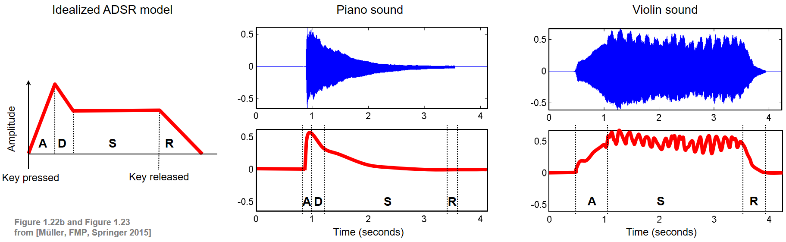 Idealized ADSR model
Amplitude
A D S R
Key pressed
Key released
Figure 1.22b and Figure 1.23
from [Müller, FMP, Springer 2015]
Piano sound
0.5
0
-0.5
0 1 2 3 4
0.5
0
-0.5
A D S R
0 1 2 3 4
Time (seconds)
Violin sound
0.5
0
-0.5
0 1 2 3 4
0.5
0
-0.5
A S R
0 1 2 3 4
Time (seconds)